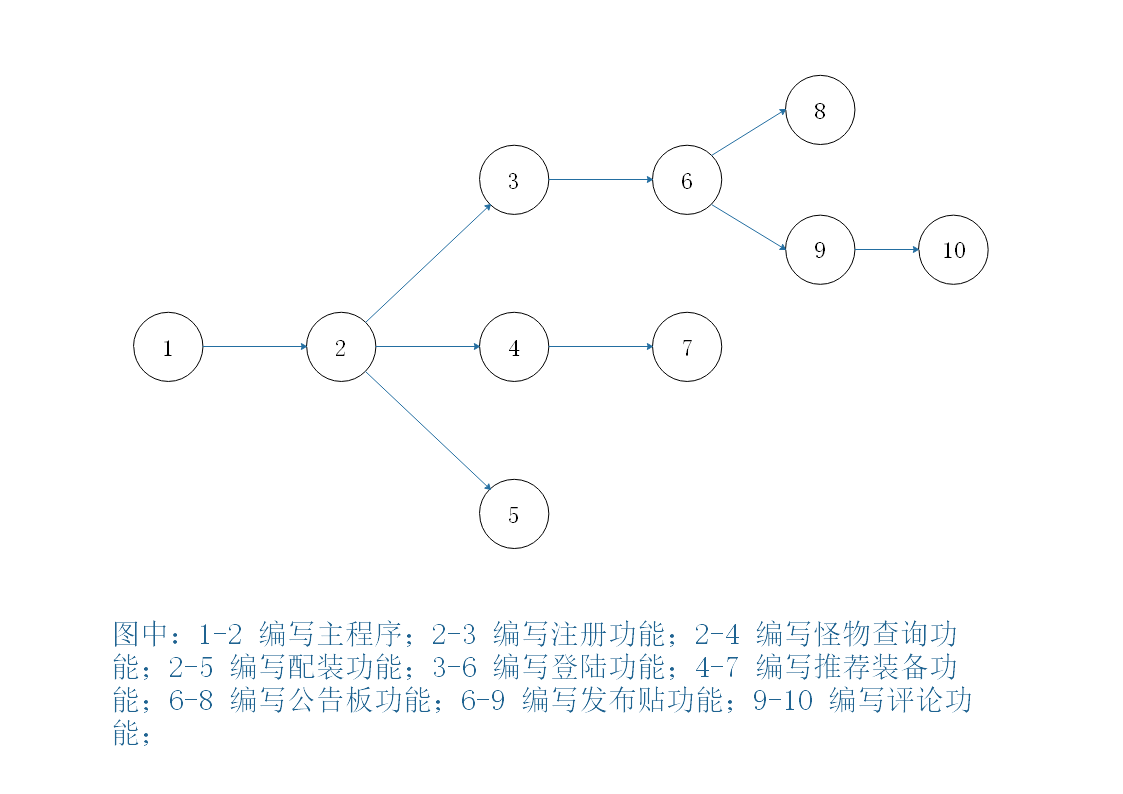 8
3
6
9
10
1
2
4
7
5
图中：1-2 编写主程序；2-3 编写注册功能；2-4 编写怪物查询功
能；2-5 编写配装功能；3-6 编写登陆功能；4-7 编写推荐装备功
能；6-8 编写公告板功能；6-9 编写发布贴功能；9-10 编写评论功
能；